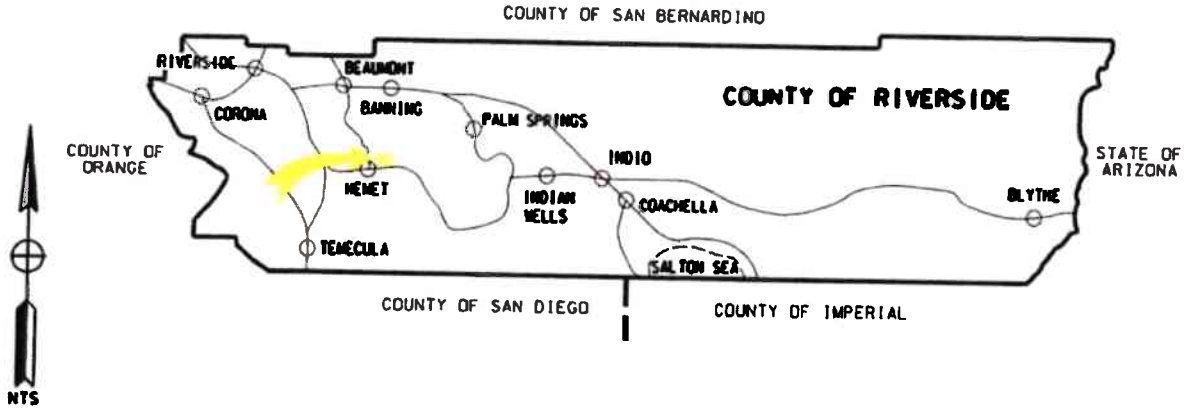 COUNTY OF SAN BERNARDINO
RIVERSIDE
BEAUMONT
COUNTY OF RIVERSIDE
CORONA
BANNING
PALM SPRINGS
COUNTY OF
ORANGE
INDIO
STATE OF
ARIZONA
HEMET
INDIAN
WELLS
COACHELLA
BLYTHE
TEMECULA
SALTON SEA
COUNTY OF SAN DIEGO
COUNTY OF IMPERIAL
NTS